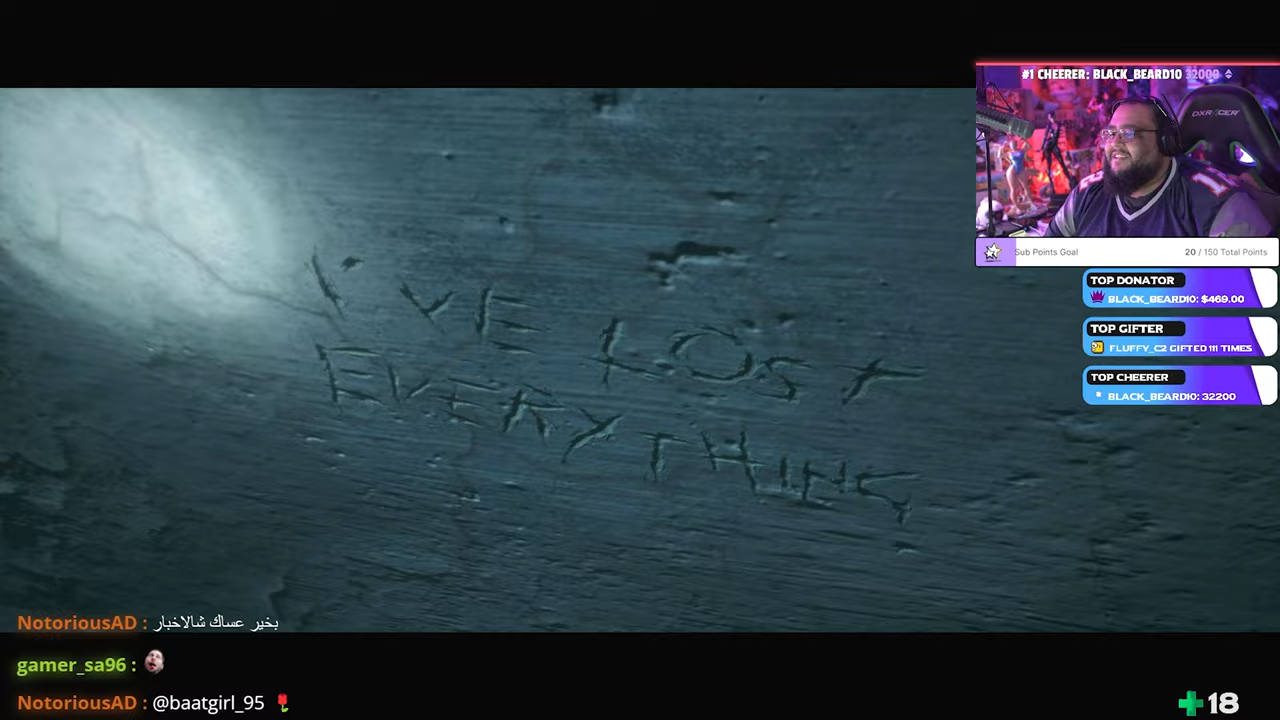 #1 CHEERER: BLACK_BEARD10 32000
DXRACER
Sub Points Goal
20 / 150 Total Points
TOP DONATOR
BLACK_BEARD10: $469.00
TOP GIFTER
FLUFFY_C2 GIFTED 111 TIMES
TOP CHEERER
BLACK_BEARD10: 32200
I'VE LOST
EVERYTHING
NotoriousAD : بخير عساك شالاخبار
gamer_sa96 :
NotoriousAD : @baatgirl_95
+18